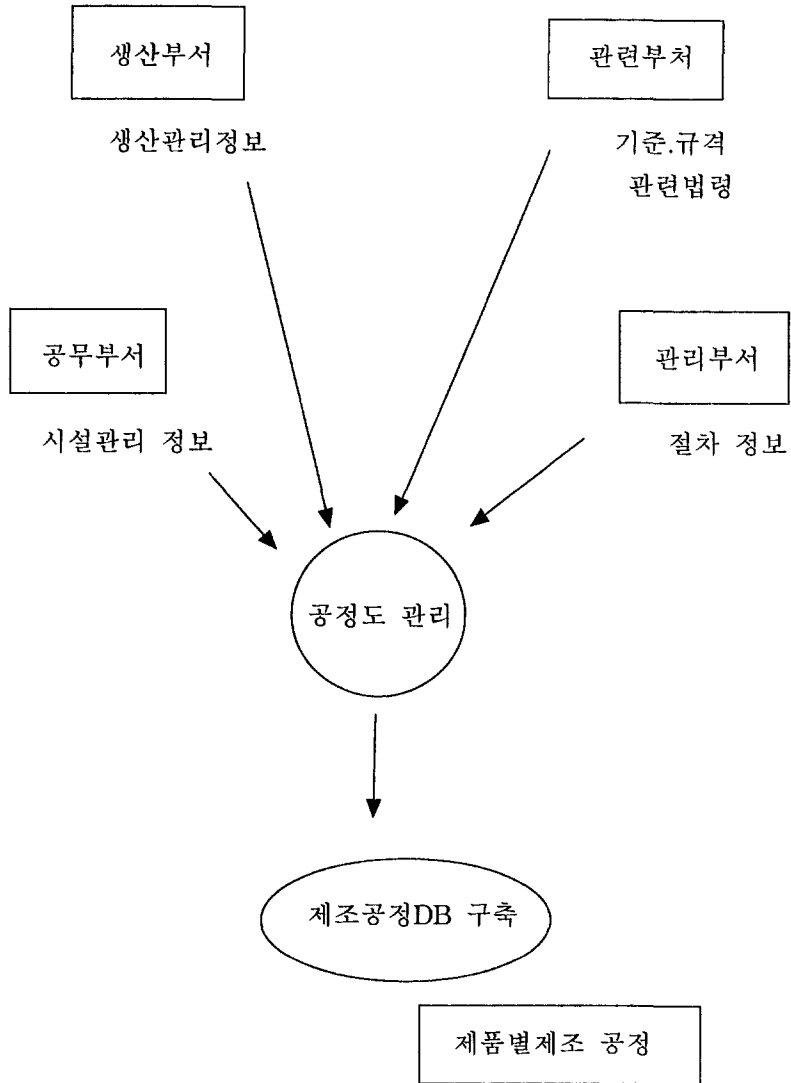 생산부서
관련부처
생산관리정보
기준.규격
관련법령
공무부서
관리부서
시설관리 정보
절차 정보
공정도 관리
제조공정DB 구축
제품별제조 공정